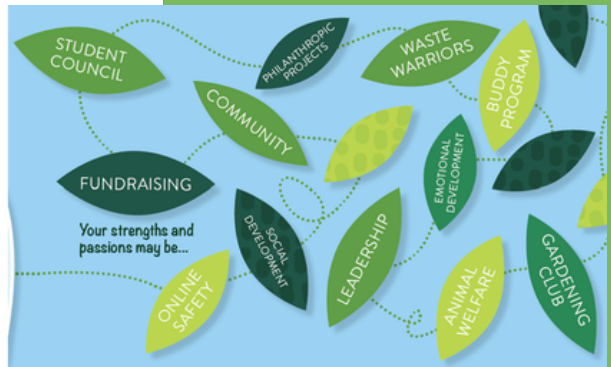 STUDENT
COUNCIL
PHILANTHROPIC
PROJECTS
WASTE
WARRIORS
BUDDY
PROGRAM
COMMUNITY
EMOTIONAL
DEVELOPMENT
FUNDRAISING
Your strengths and
passions may be...
SOCIAL
DEVELOPMENT
LEADERSHIP
ONLINE
SAFETY
ANIMAL
WELFARE
GARDENING
CLUB